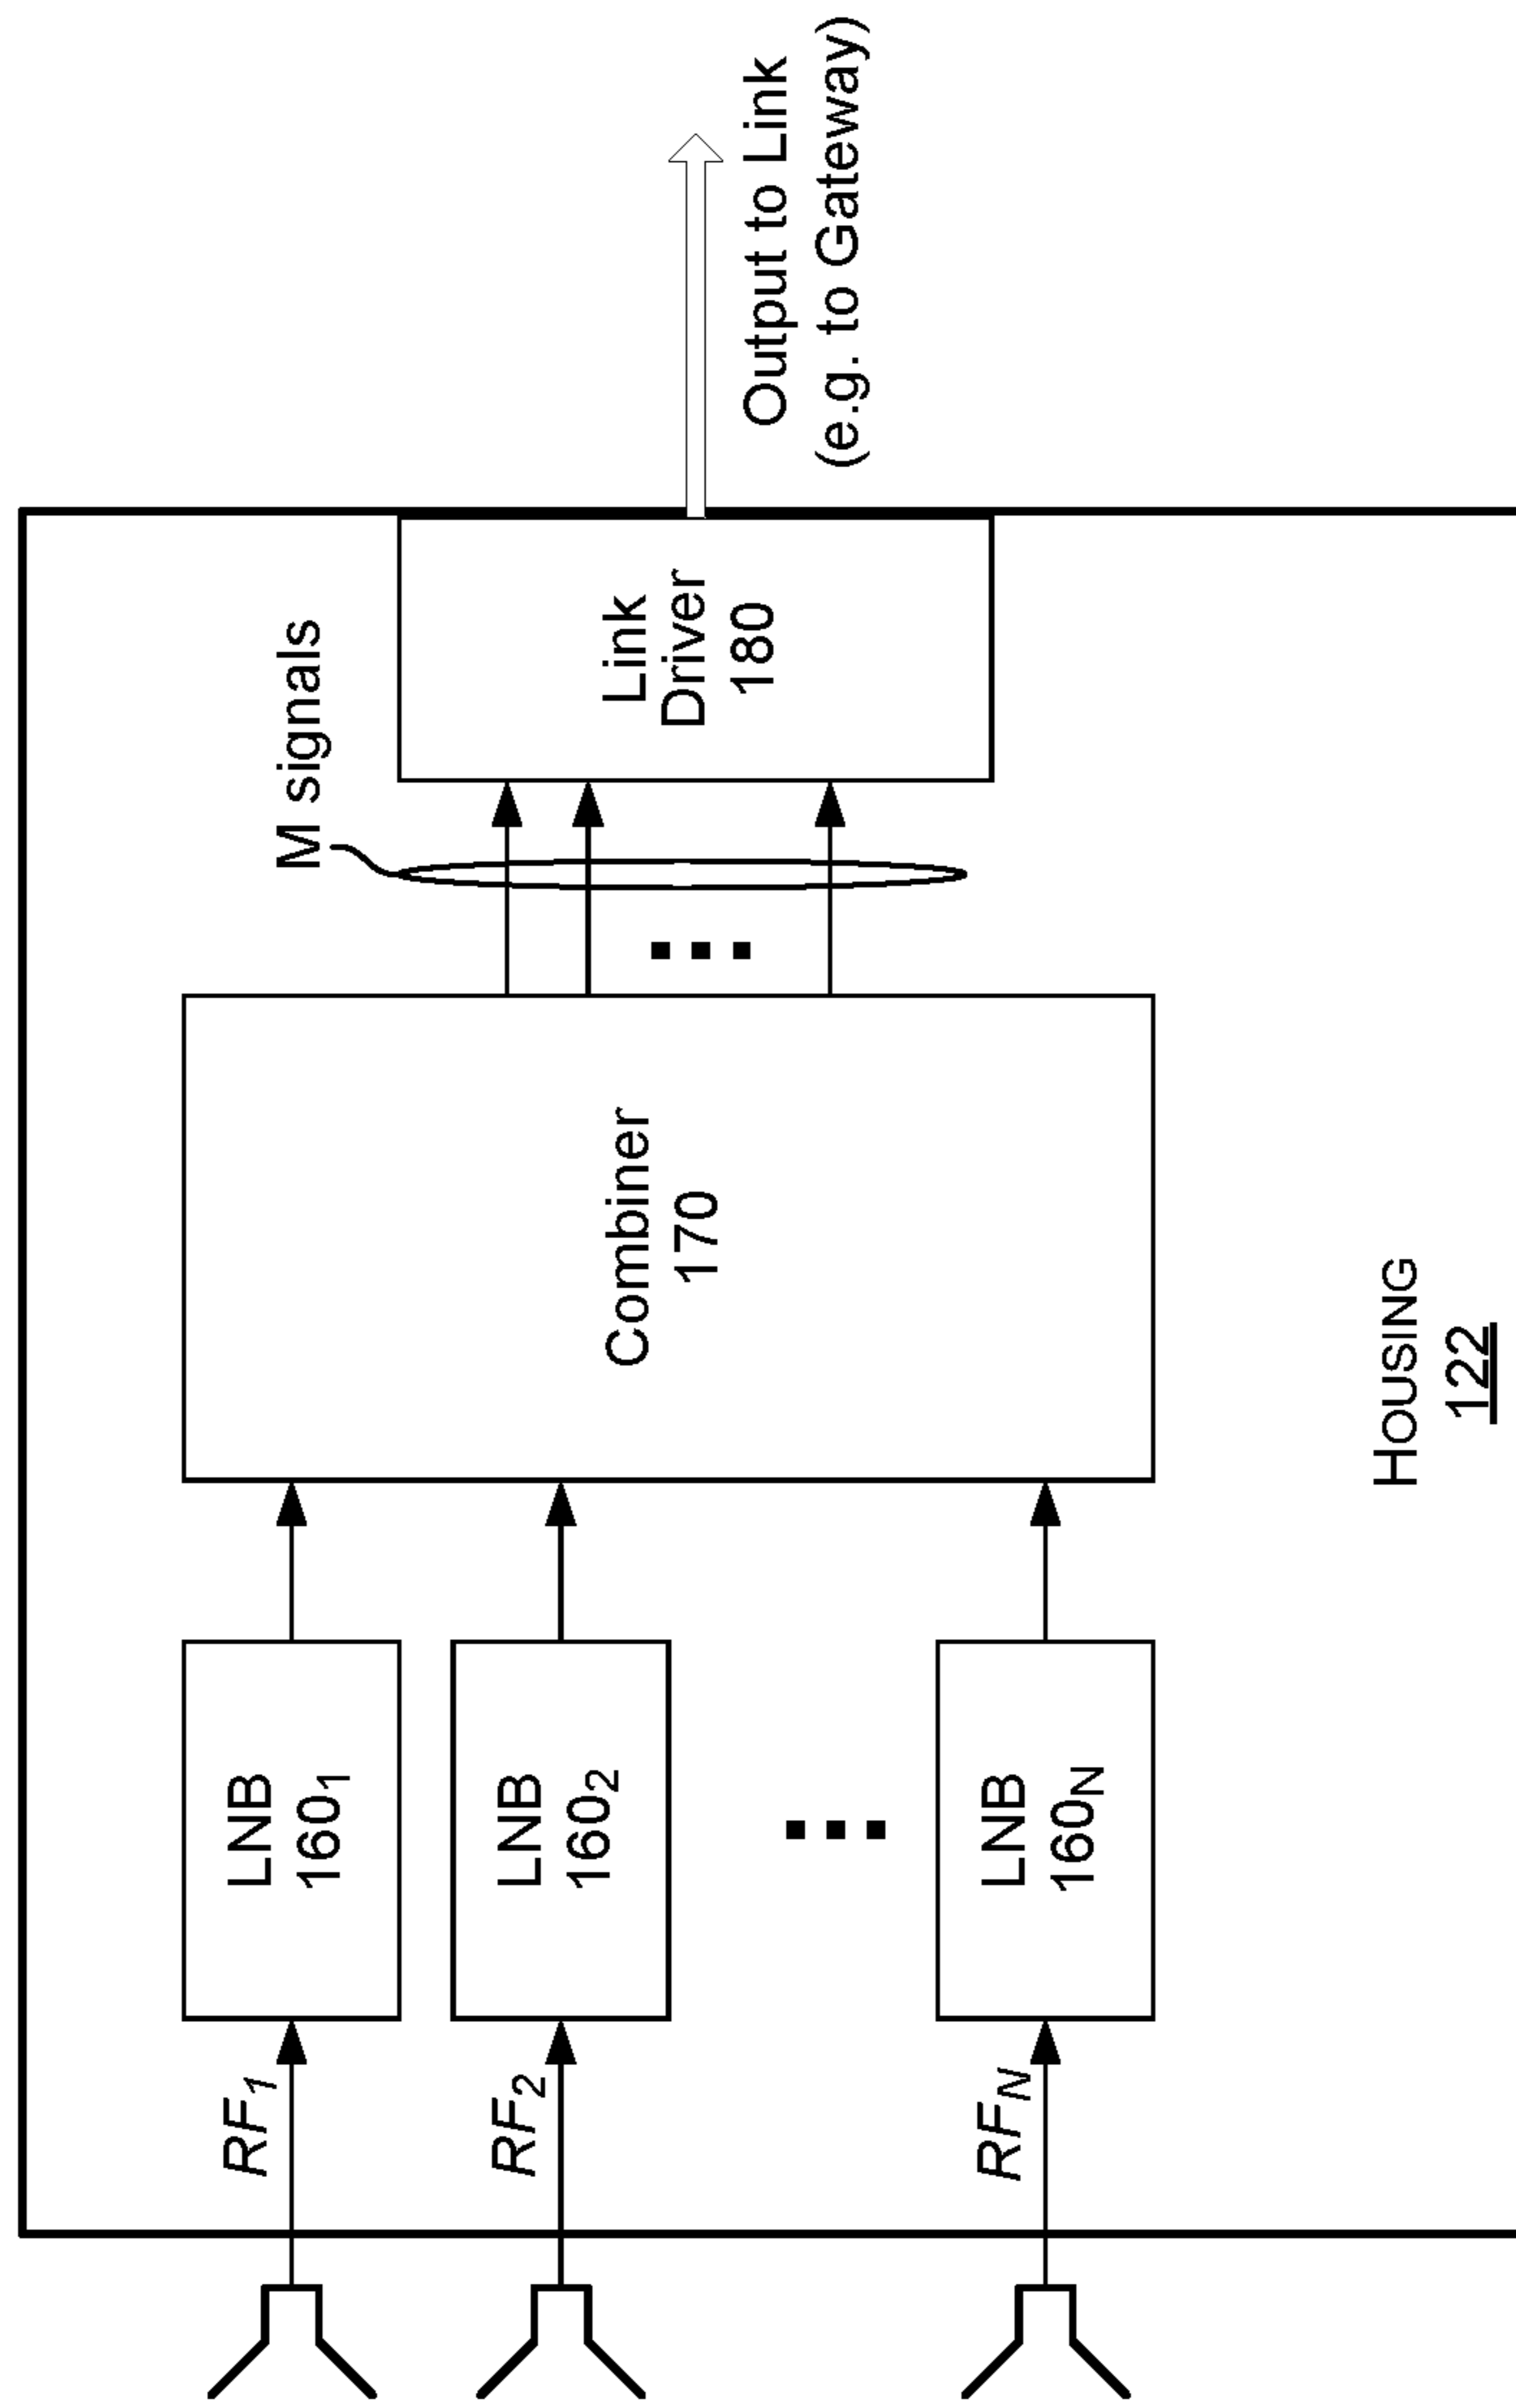 RF1
LNB
1601
RF2
LNB
1602
RFN
LNB
160N
Combiner
170
M signals
Link
Driver
180
Output to Link
(e.g. to Gateway)
HOUSING
122